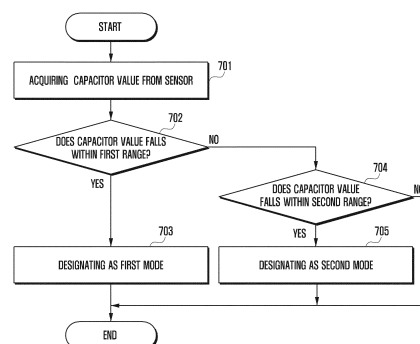 START
701
ACQUIRING CAPACITOR VALUE FROM SENSOR
702
DOES CAPACITOR VALUE FALLS
WITHIN FIRST RANGE?
NO
YES
704
DOES CAPACITOR VALUE
FALLS WITHIN SECOND RANGE?
NO
YES
703
DESIGNATING AS FIRST MODE
705
DESIGNATING AS SECOND MODE
END